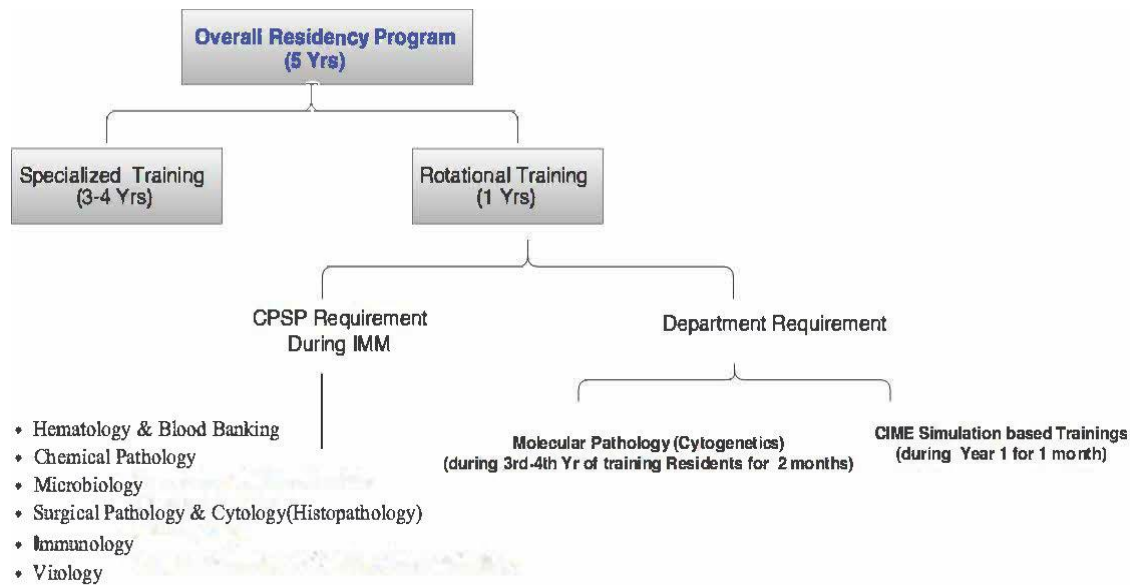 Overall Residency Program
(5 Yrs)
Specialized Training
(3-4 Yrs)
Rotational Training
(1 Yrs)
CPSP Requirement
During IMM
Department Requirement
• Hematology & Blood Banking
• Chemical Pathology
• Microbiology
• Surgical Pathology & Cytology(Histopathology)
• Immunology
• Virology
Molecular Pathology (Cytogenetics)
(during 3rd-4th Yr of training Residents for 2 months)
CIME Simulation based Trainings
(during Year 1 for 1 month)